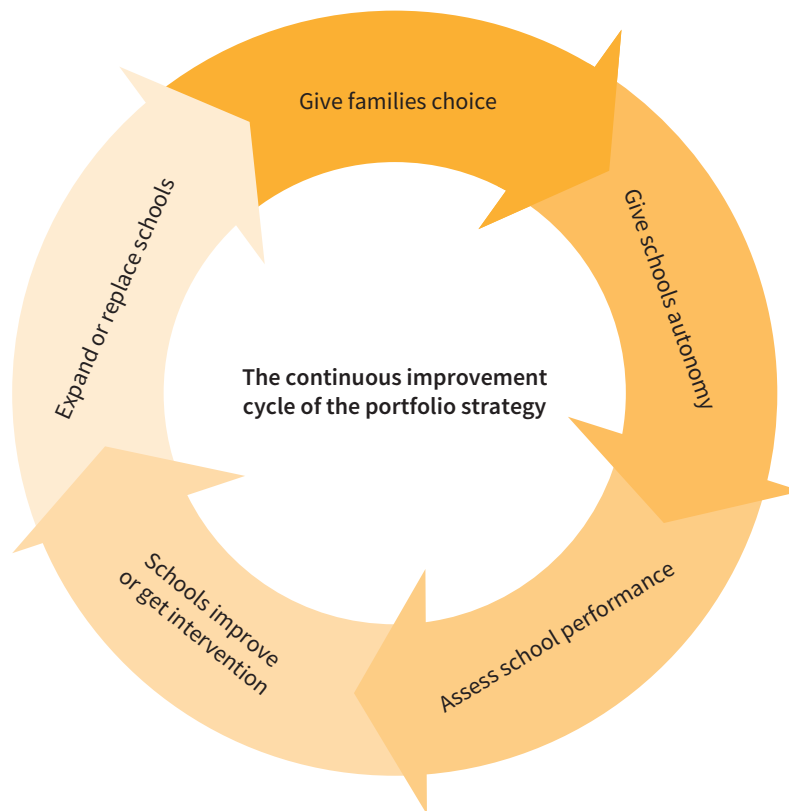 Give families choice
Give schools autonomy
Assess school performance
Schools improve
or get intervention
Expand or replace schools
The continuous improvement
cycle of the portfolio strategy